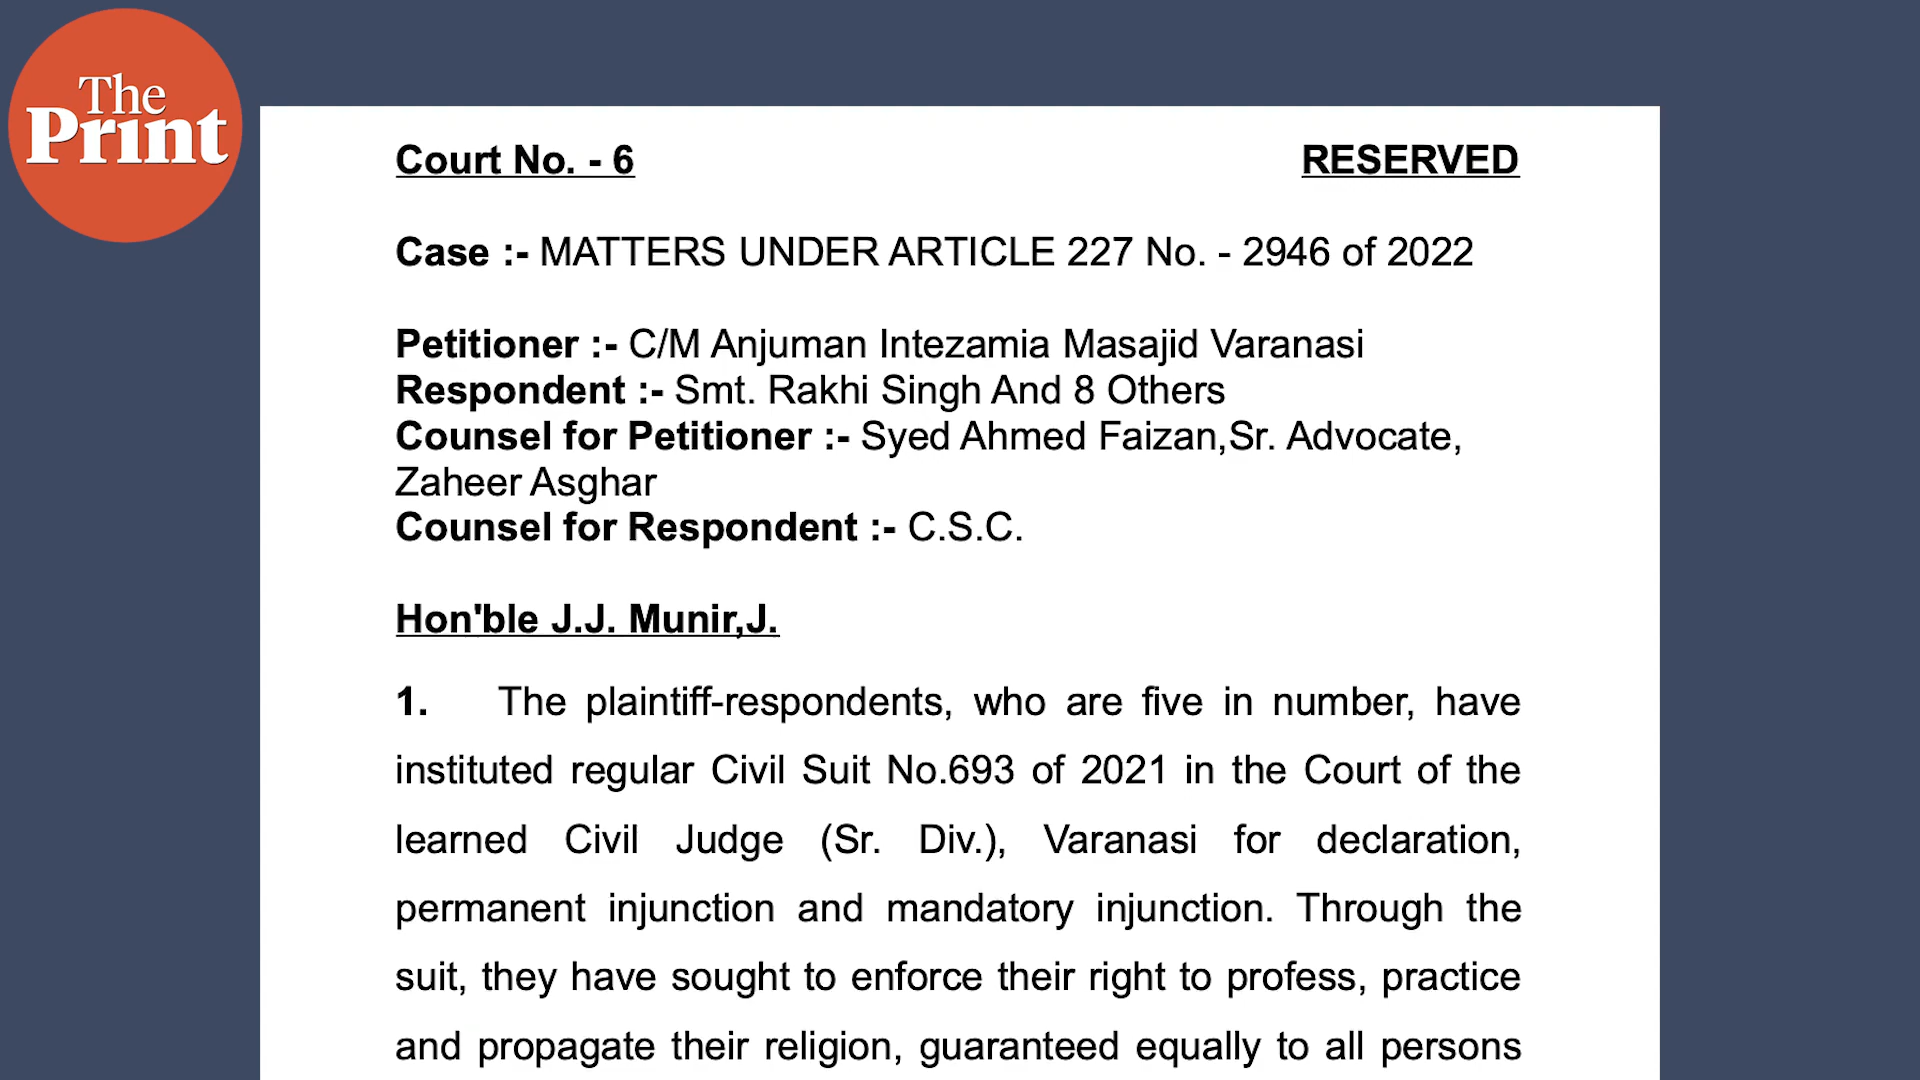 The
Print
Court No. - 6 RESERVED
Case :- MATTERS UNDER ARTICLE 227 No. - 2946 of 2022
Petitioner :- C/M Anjuman Intezamia Masajid Varanasi
Respondent :- Smt. Rakhi Singh And 8 Others
Counsel for Petitioner :- Syed Ahmed Faizan,Sr. Advocate,
Zaheer Asghar
Counsel for Respondent :- C.S.C.
Hon'ble J.J. Munir,J.
1. The plaintiff-respondents, who are five in number, have
instituted regular Civil Suit No.693 of 2021 in the Court of the
learned Civil Judge (Sr. Div.), Varanasi for declaration,
permanent injunction and mandatory injunction. Through the
suit, they have sought to enforce their right to profess, practice
and propagate their religion, guaranteed equally to all persons